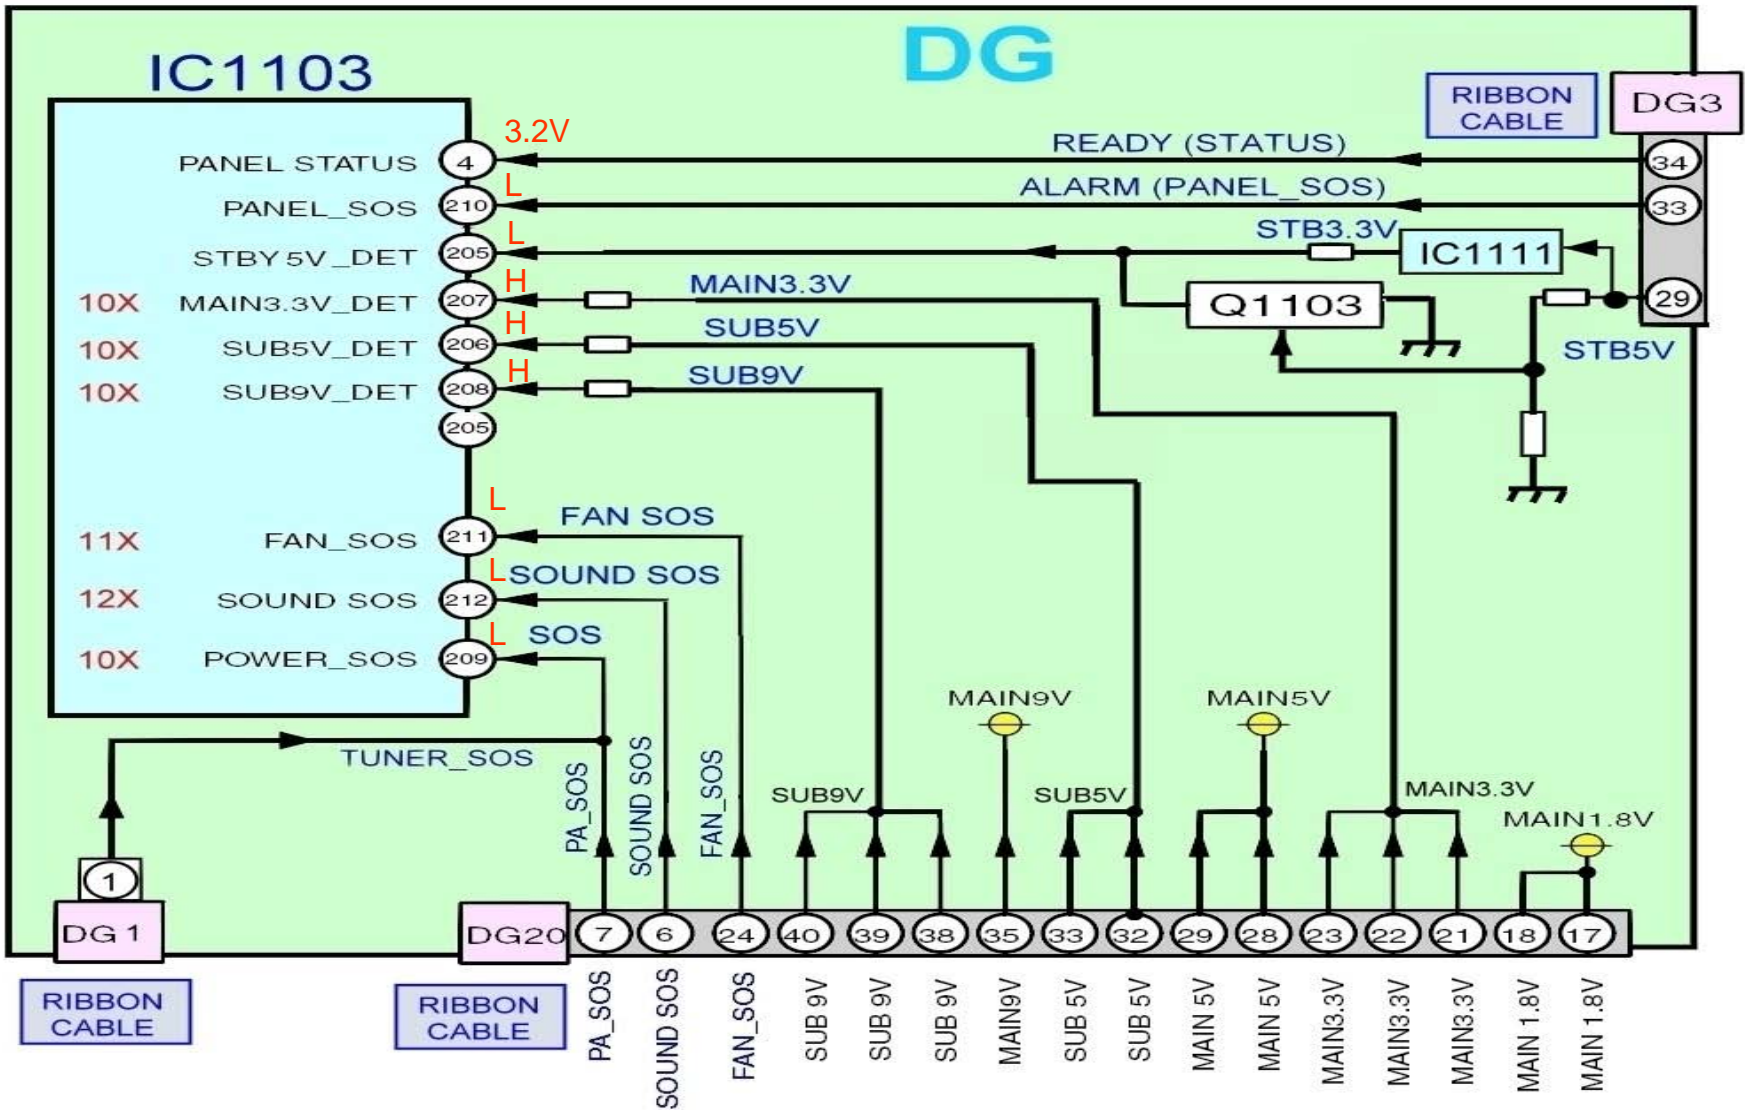 DG
IC1103
RIBBON
CABLE
DG3
3.2V
PANEL STATUS
4
READY (STATUS)
34
L
PANEL_SOS
210
ALARM (PANEL_SOS)
33
L
STBY 5V_DET
205
STB3.3V
IC1111
H
10X
MAIN3.3V_DET
207
MAIN3.3V
Q1103
29
H
10X
SUB5V_DET
206
SUB5V
STB5V
H
10X
SUB9V_DET
208
SUB9V
205
L
11X
FAN_SOS
211
FAN SOS
L
12X
SOUND SOS
212
SOUND SOS
L
10X
POWER_SOS
209
SOS
TUNER_SOS
PA_SOS
SOUND SOS
FAN_SOS
SUB9V
MAIN9V
SUB5V
MAIN5V
MAIN3.3V
MAIN1.8V
1
DG1
RIBBON
CABLE
DG20
RIBBON
CABLE
7
6
24
40
39
38
35
33
32
29
28
23
22
21
18
17
PA_SOS
SOUND SOS
FAN_SOS
SUB 9V
SUB 9V
SUB 9V
MAIN9V
SUB 5V
SUB 5V
MAIN 5V
MAIN 5V
MAIN3.3V
MAIN3.3V
MAIN3.3V
MAIN 1.8V
MAIN 1.8V